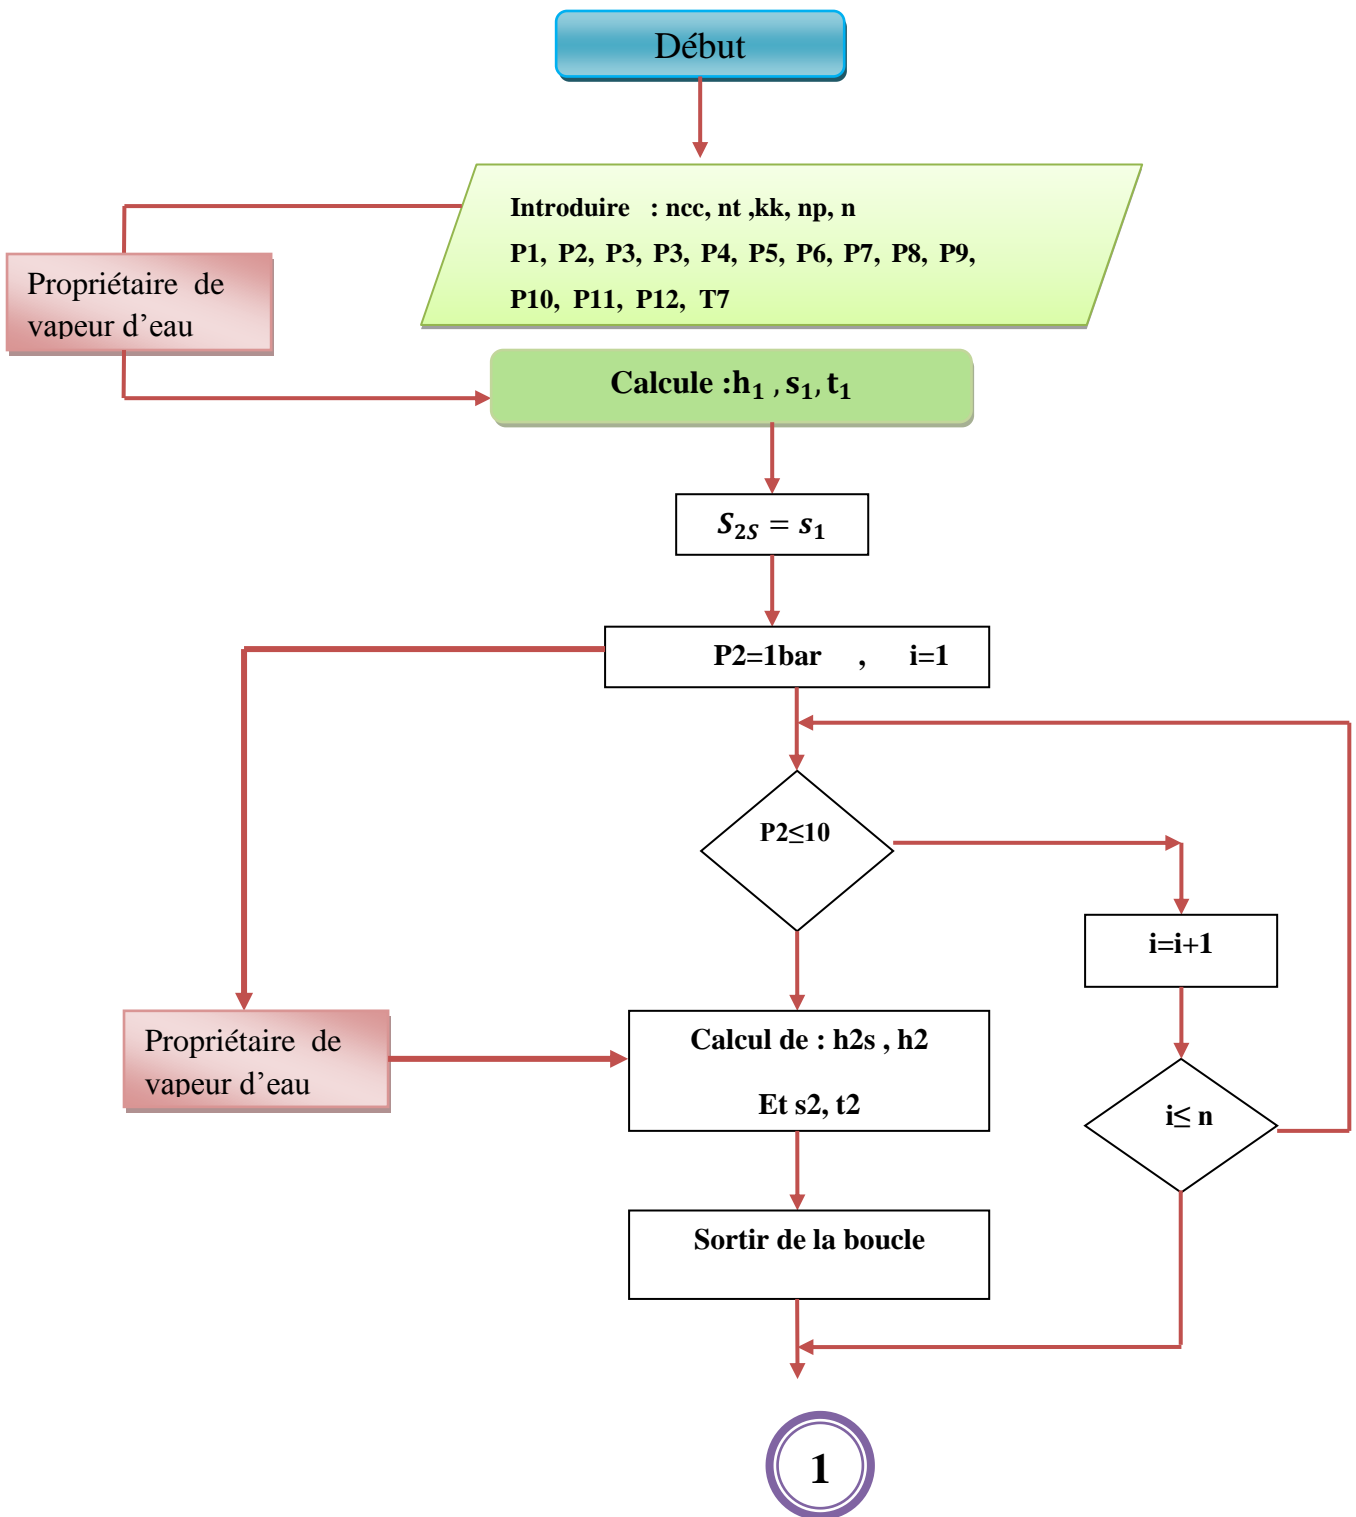 Début
Introduire : ncc, nt ,kk, np, n
P1, P2, P3, P3, P4, P5, P6, P7, P8, P9,
P10, P11, P12, T7
Propriétaire de
vapeur d'eau
Calcule :h₁ , s₁, t₁
S₂S = s₁
P2=1bar , i=1
P2≤10
i=i+1
Propriétaire de
vapeur d'eau
Calcul de : h2s , h2
Et s2, t2
i≤ n
Sortir de la boucle
1